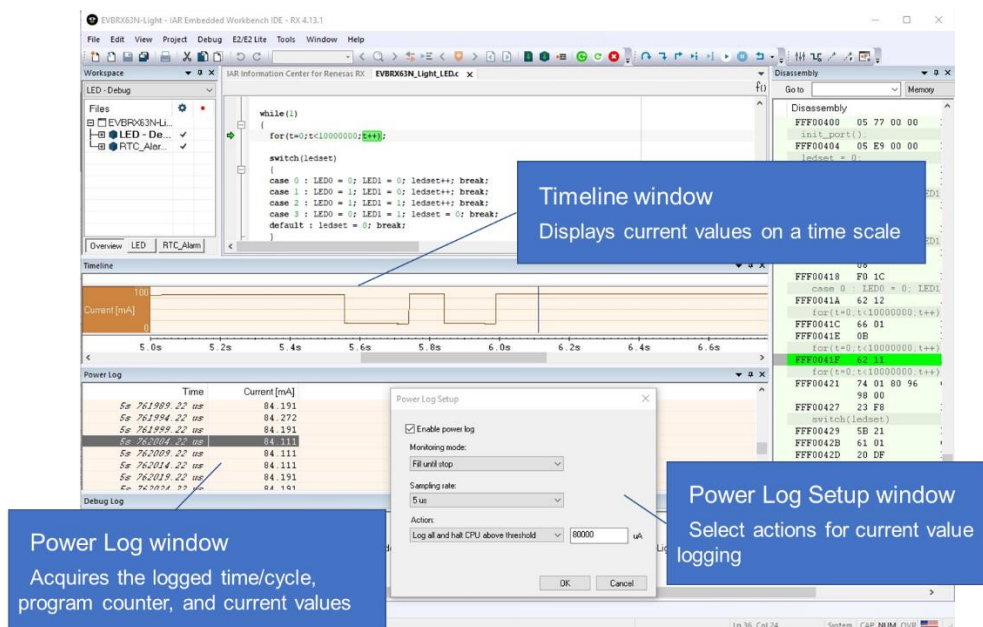 EVBRX63N-Light - IAR Embedded Workbench IDE - RX 4.13.1
File Edit View Project Debug E2/E2 Lite Tools Window Help
Workspace
IAR Information Center for Renesas RX EVBRX63N_Light_LED.c x
f()
Disassembly
LED - Debug
Go to Memory
Files
EVBRX63N-Li...
LED - De...
RTC_Aler...
Overview LED RTC_Alarm
while(1)
{
for(t=0;t<10000000;t++);
switch(ledset)
{
case 0 : LED0 = 0; LED1 = 0; ledset++; break;
case 1 : LED0 = 1; LED1 = 0; ledset++; break;
case 2 : LED0 = 1; LED1 = 1; ledset++; break;
case 3 : LED0 = 0; LED1 = 1; ledset = 0; break;
default : ledset = 0; break;
}
Disassembly
FFF00400 05 77 00 00
init_port();
FFF00404 05 E9 00 00
ledset = 0;
Timeline window
Displays current values on a time scale
FFF00418 F0 1C
case 0 : LED0 = 0; LED1
FFF0041A 62 12
for(t=0;t<10000000;t++)
FFF0041C 66 01
FFF0041E 0B
for(t=0;t<10000000;t++)
FFF0041F 62 11
for(t=0;t<10000000;t++)
FFF00421 74 01 80 96
98 00
FFF00427 23 F8
switch(ledset)
FFF00429 5B 21
FFF0042B 61 01
FFF0042D 20 DF
Timeline
100
Current [mA]
0
5.0s 5.2s 5.4s 5.6s 5.8s 6.0s 6.2s 6.4s 6.6s
Power Log
Time Current [mA]
5s 761989.22 us 84.191
5s 761994.22 us 84.272
5s 761999.22 us 84.191
5s 762004.22 us 84.111
5s 762009.22 us 84.111
5s 762014.22 us 84.111
5s 762019.22 us 84.191
5s 762024.22 us 84.191
Debug Log
Power Log Setup
Enable power log
Monitoring mode:
Fill until stop
Sampling rate:
5 us
Action:
Log all and halt CPU above threshold 80000 uA
OK Cancel
Power Log window
Acquires the logged time/cycle,
program counter, and current values
Power Log Setup window
Select actions for current value
logging
Ln 36, Col 24 System CAP NUM OVR